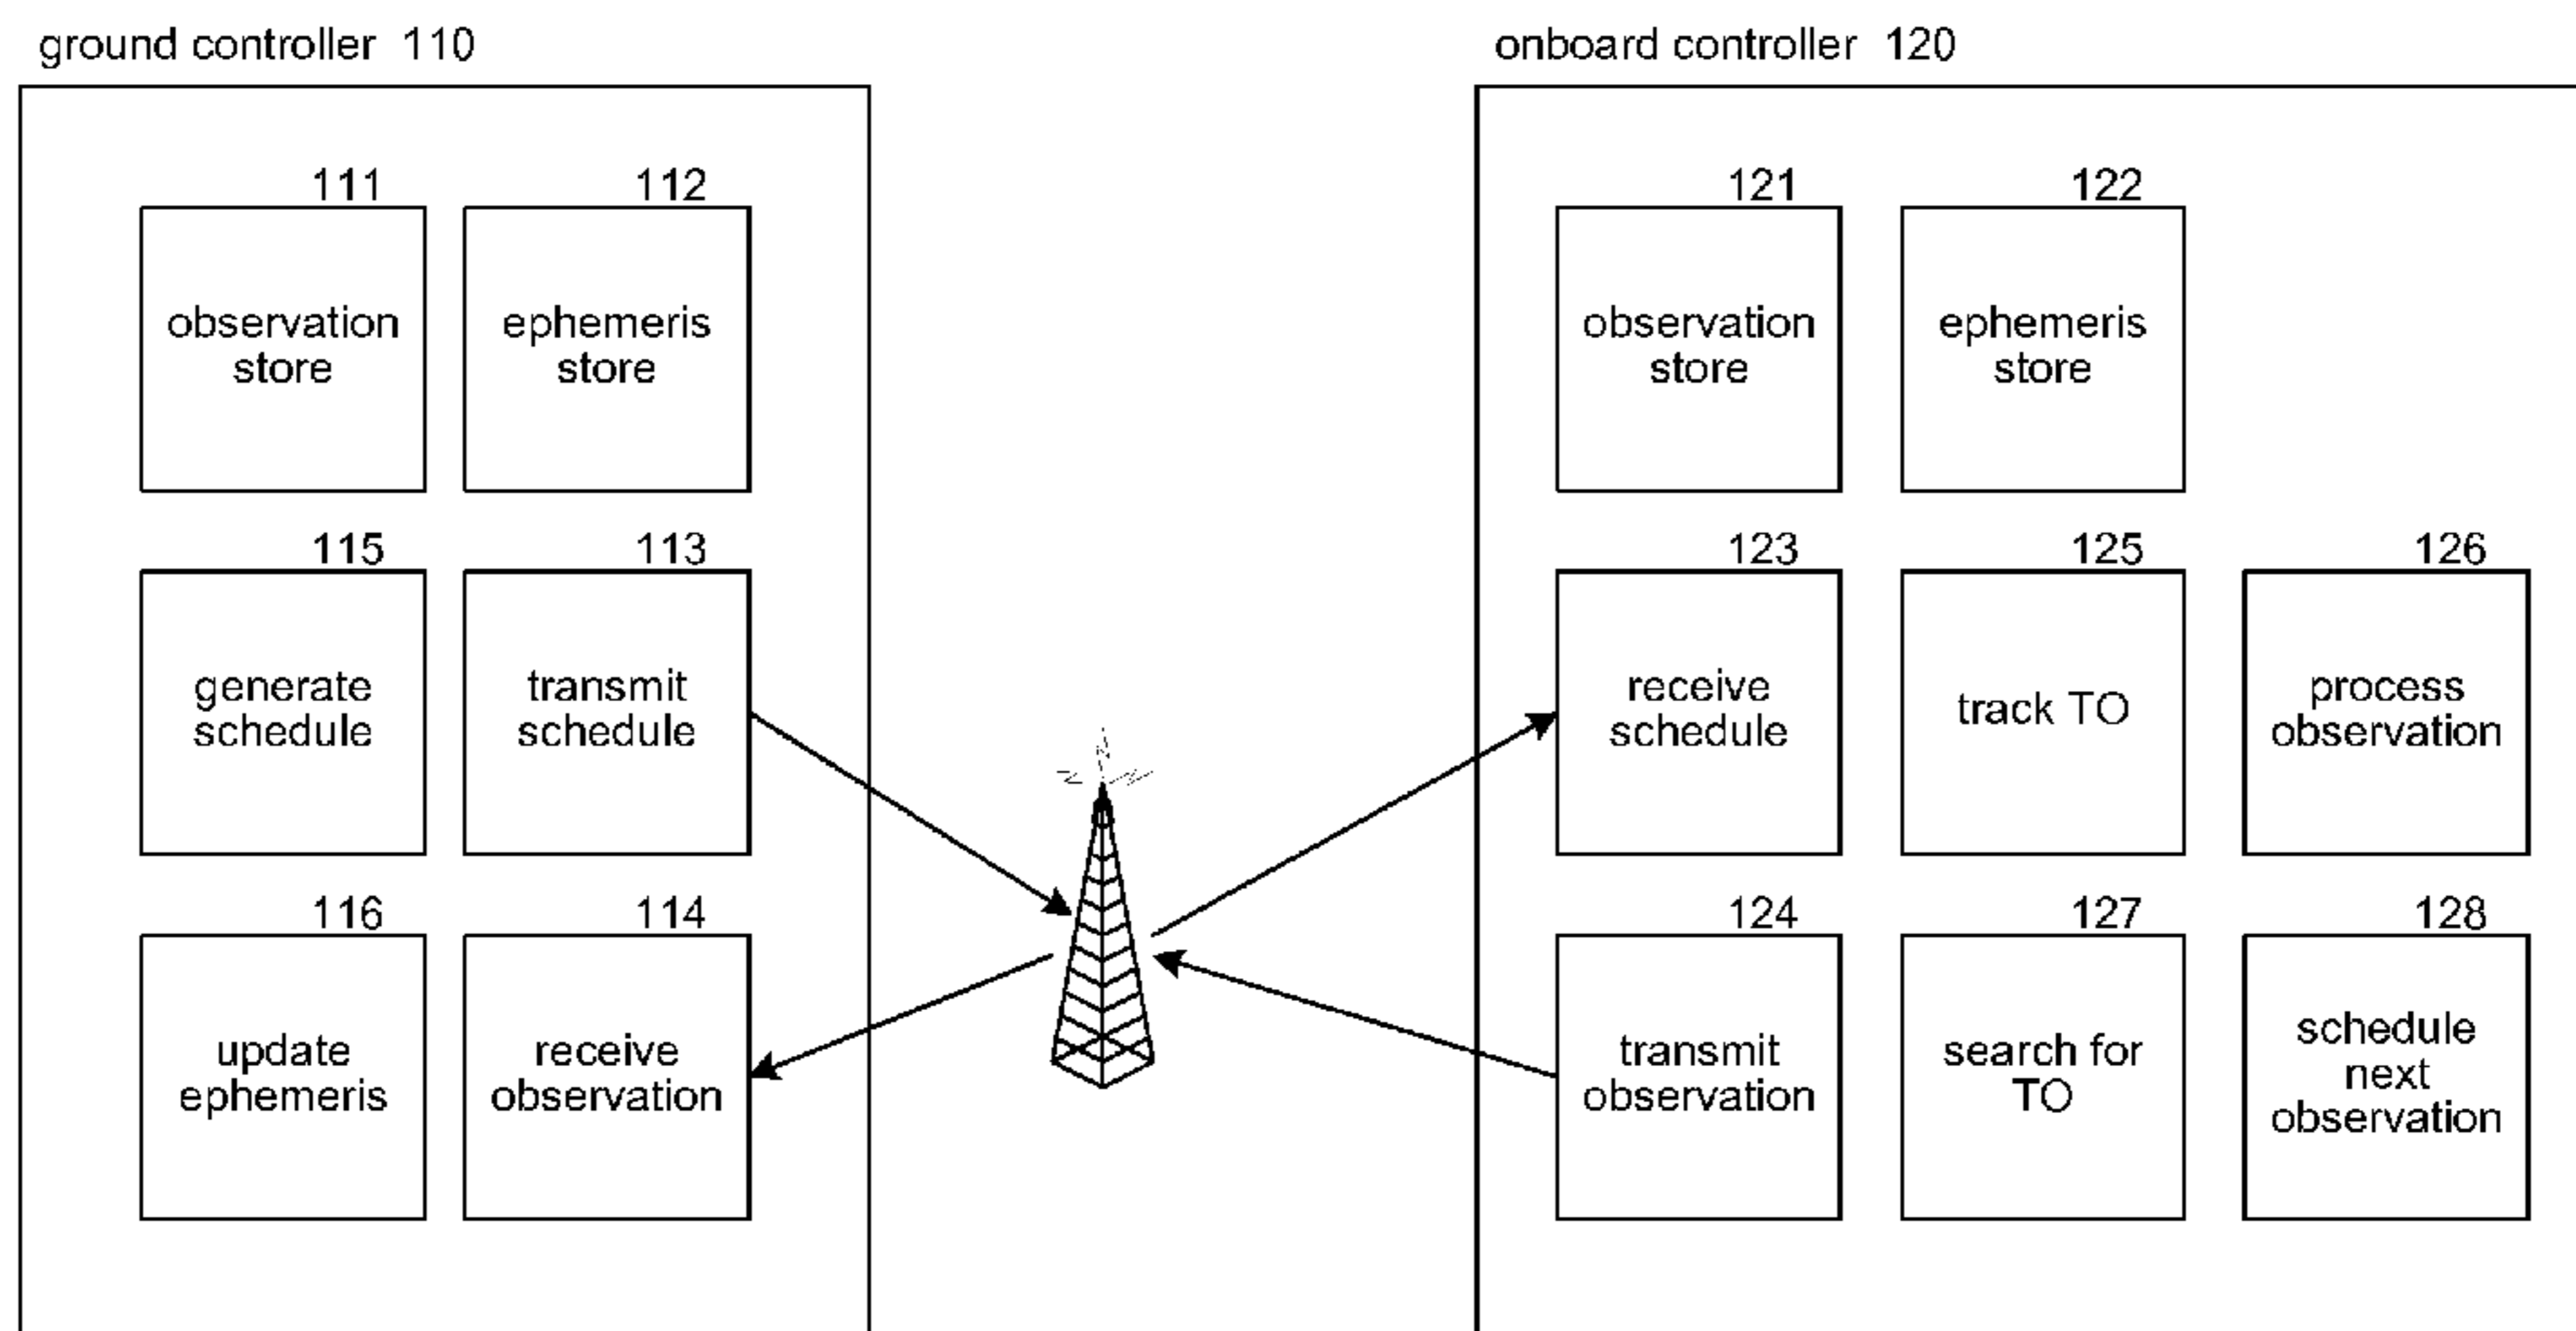 ground controller 110
111
observation
store
112
ephemeris
store
115
generate
schedule
113
transmit
schedule
116
update
ephemeris
114
receive
observation
onboard controller 120
121
observation
store
122
ephemeris
store
123
receive
schedule
125
track TO
126
process
observation
124
transmit
observation
127
search for
TO
128
schedule
next
observation